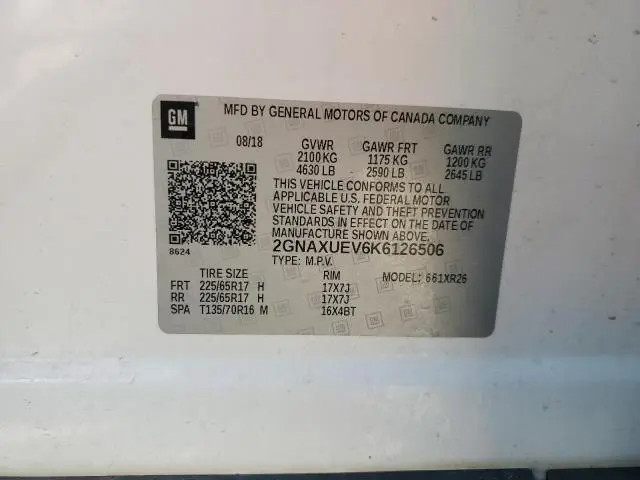 GM
MFD BY GENERAL MOTORS OF CANADA COMPANY
08/18 GVWR GAWR FRT GAWR RR
2100 KG 1175 KG 1200 KG
4630 LB 2590 LB 2645 LB
THIS VEHICLE CONFORMS TO ALL
APPLICABLE U.S. FEDERAL MOTOR
VEHICLE SAFETY AND THEFT PREVENTION
STANDARDS IN EFFECT ON THE DATE OF
MANUFACTURE SHOWN ABOVE.
8624
2GNAXUEV6K6126506
TYPE: M.P.V. MODEL: 661XR26
TIRE SIZE RIM
FRT 225/65R17 H 17X7J
RR 225/65R17 H 17X7J
SPA T135/70R16 M 16X4BT